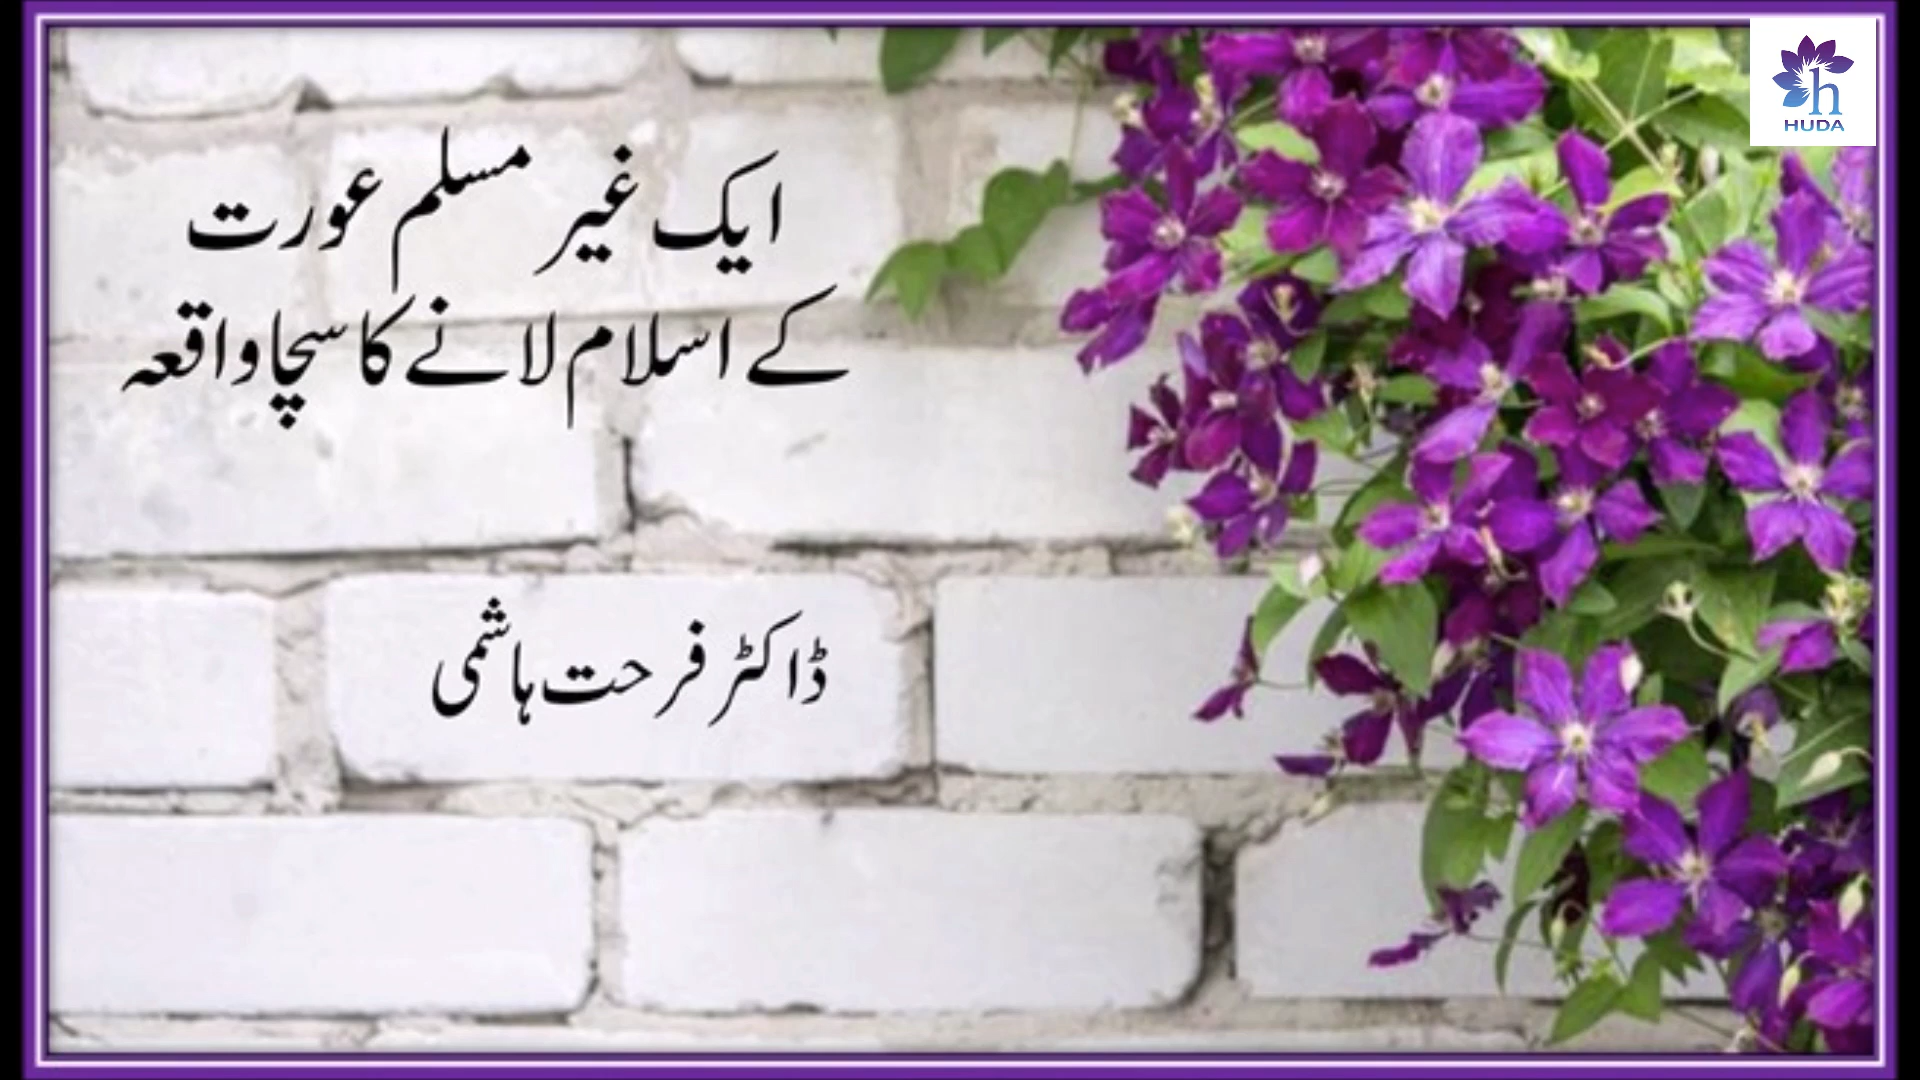 ایک غیر مسلم عورت
کے اسلام لانے کا سچا واقعہ
ڈاکٹر فرحت ہاشمی
h
HUDA